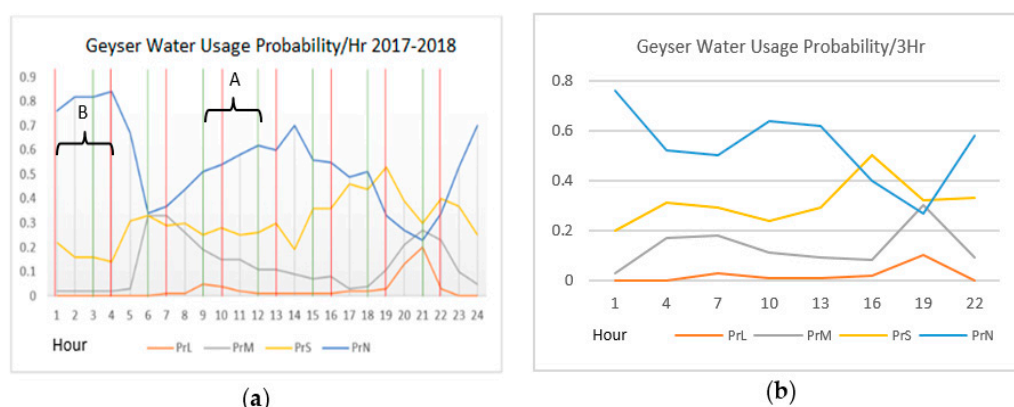 Geyser Water Usage Probability/Hr 2017-2018
0.9
0.8
0.7
0.6
0.5
0.4
0.3
0.2
0.1
0
B
A
1 2 3 4 5 6 7 8 9 10 11 12 13 14 15 16 17 18 19 20 21 22 23 24
Hour
PrL PrM PrS PrN
(a)
Geyser Water Usage Probability/3Hr
0.8
0.6
0.4
0.2
0
1 4 7 10 13 16 19 22
Hour
PrL PrM PrS PrN
(b)